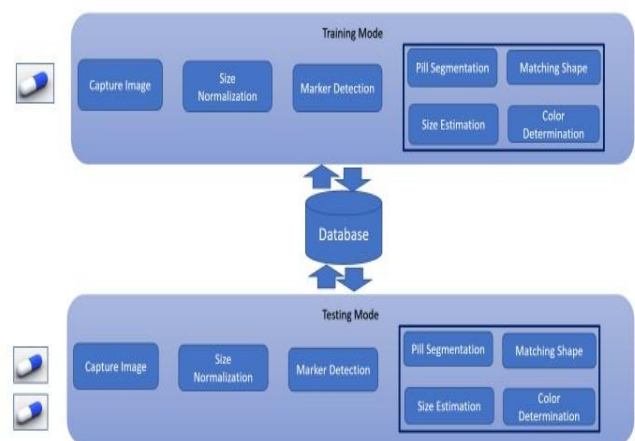 Training Mode
Capture Image
Size
Normalization
Marker Detection
Pill Segmentation
Matching Shape
Size Estimation
Color
Determination
Database
Testing Mode
Capture Image
Size
Normalization
Marker Detection
Pill Segmentation
Matching Shape
Size Estimation
Color
Determination